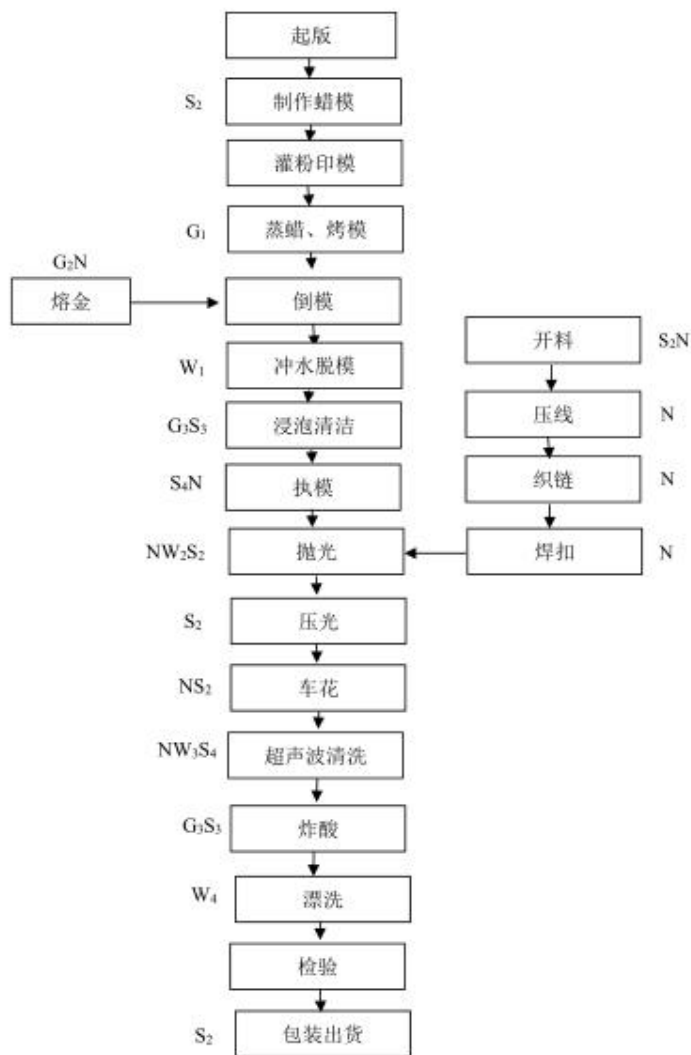 起版
S₂ 制作蜡模
灌粉印模
G₁ 蒸蜡、烤模
G₂N
熔金 倒模
开料 S₂N
W₁ 冲水脱模
压线 N
G₃S₃ 浸泡清洁
织链 N
S₄N 执模
NW₂S₂ 抛光 焊扣 N
S₂ 压光
NS₂ 车花
NW₃S₄ 超声波清洗
G₃S₃ 炸酸
W₄ 漂洗
检验
S₂ 包装出货